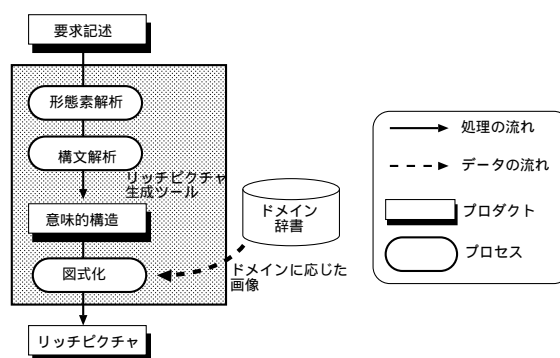 要求記述
形態素解析
構文解析
リッチピクチャ
生成ツール
意味的構造
図式化
リッチピクチャ
ドメイン
辞書
ドメインに応じた
画像
処理の流れ
データの流れ
プロダクト
プロセス